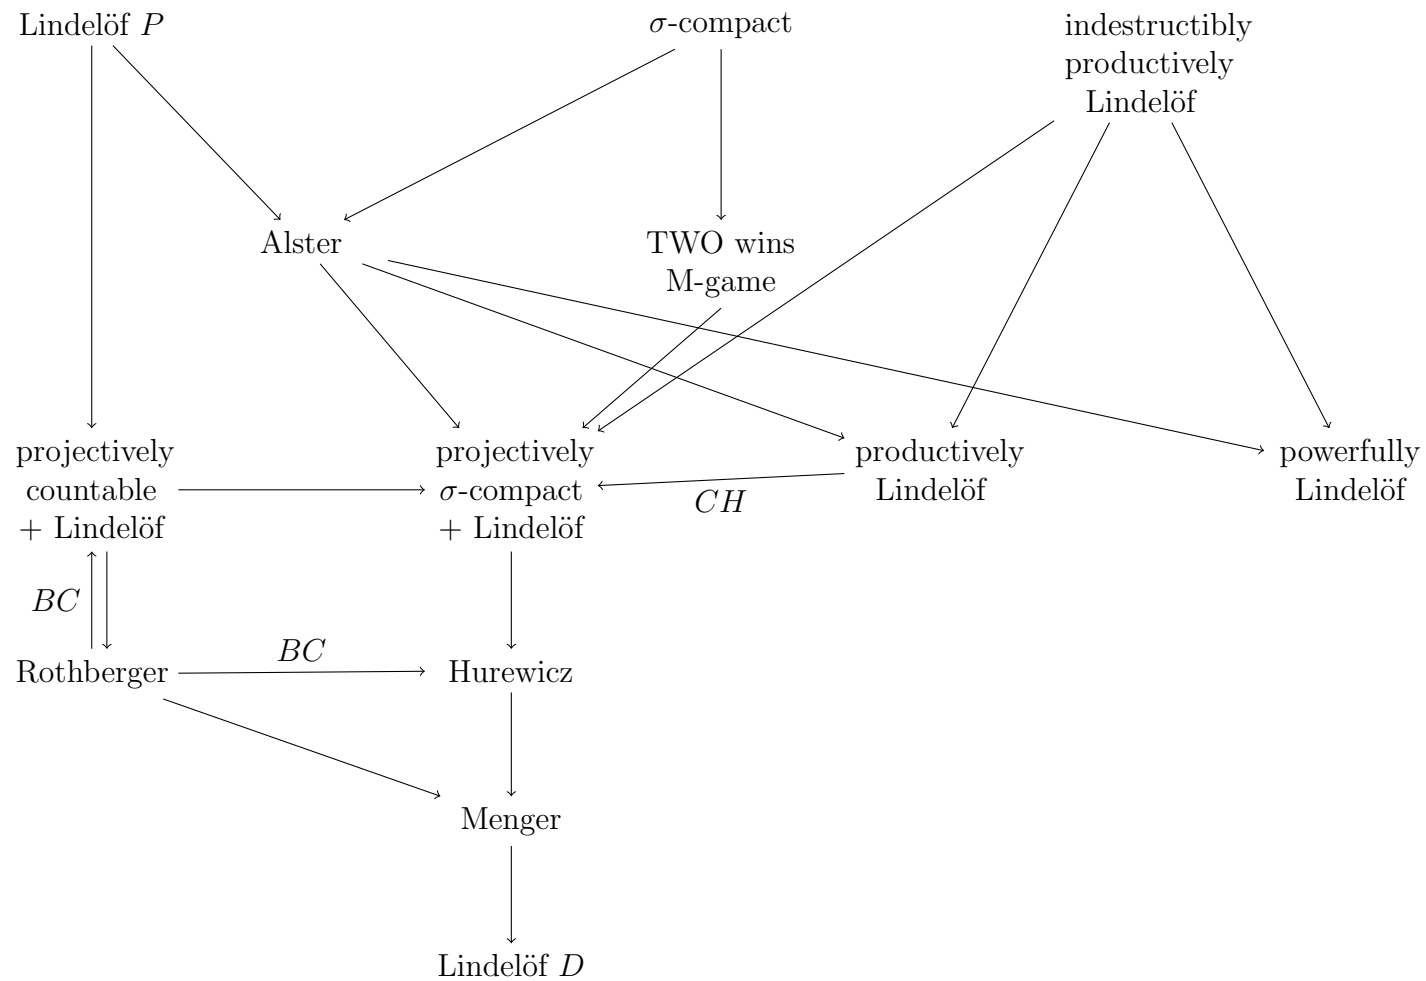 Lindelöf P
σ-compact
indestructibly
productively
Lindelöf
Alster
TWO wins
M-game
projectively
countable
+ Lindelöf
projectively
σ-compact
+ Lindelöf
productively
Lindelöf
powerfully
Lindelöf
CH
BC
BC
Rothberger
Hurewicz
Menger
Lindelöf D